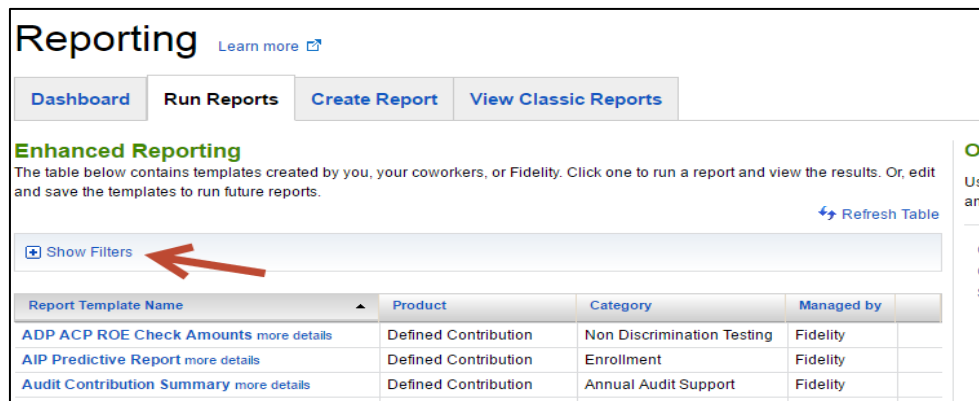 Reporting Learn more
Dashboard Run Reports Create Report View Classic Reports
Enhanced Reporting
The table below contains templates created by you, your coworkers, or Fidelity. Click one to run a report and view the results. Or, edit
and save the templates to run future reports.
Refresh Table
Show Filters
Report Template Name Product Category Managed by
ADP ACP ROE Check Amounts more details Defined Contribution Non Discrimination Testing Fidelity
AIP Predictive Report more details Defined Contribution Enrollment Fidelity
Audit Contribution Summary more details Defined Contribution Annual Audit Support Fidelity